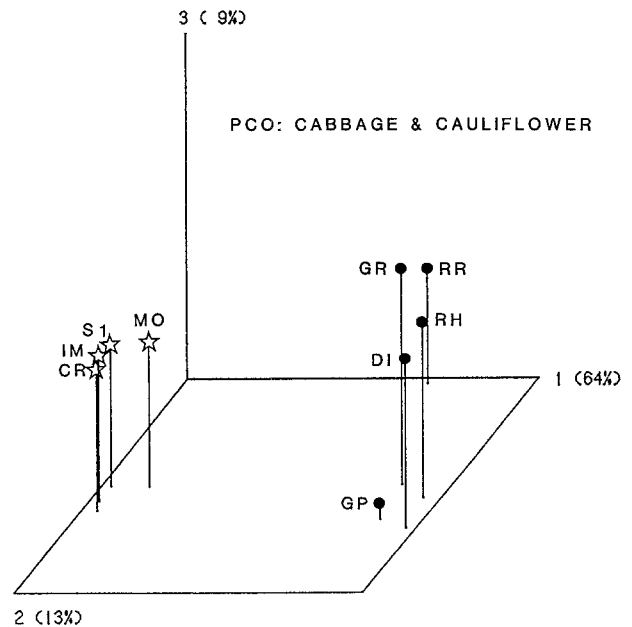 3 ( 9%)
PCO: CABBAGE & CAULIFLOWER
GR RR
MO
S1
RH
IM
DI
CR
1 (64%)
GP
2 (13%)